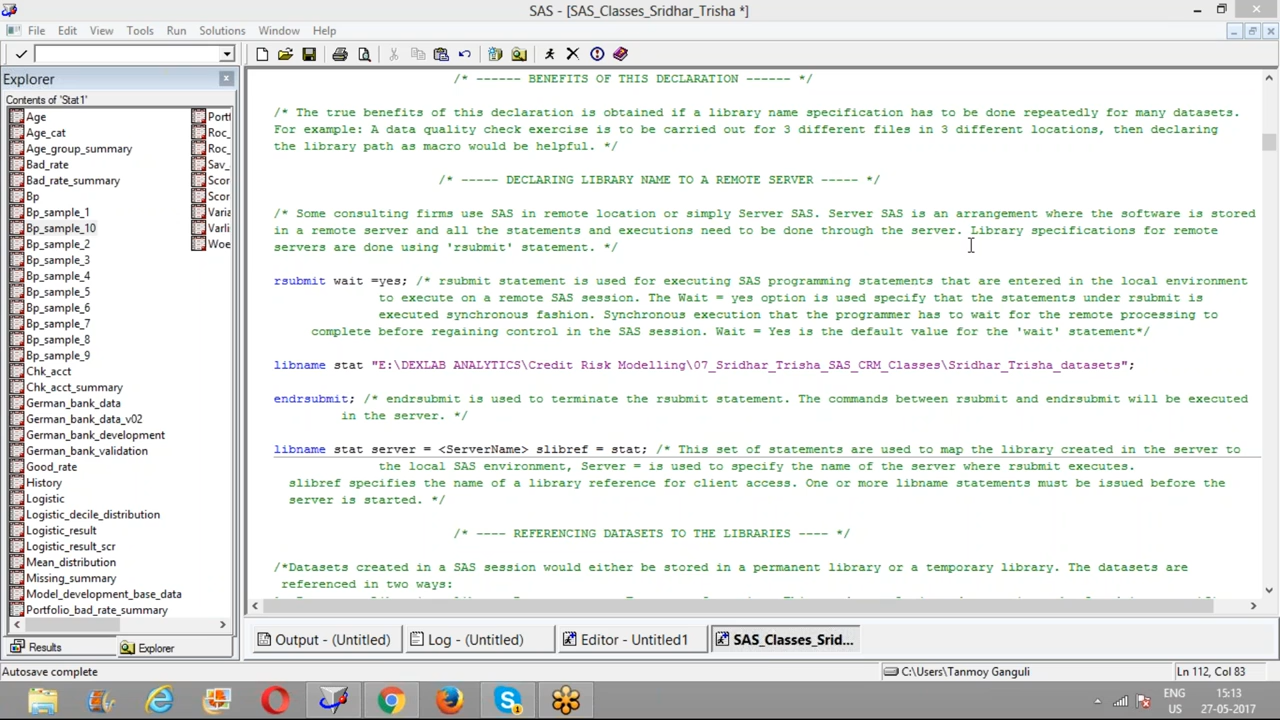 SAS - [SAS_Classes_Sridhar_Trisha *]
File Edit View Tools Run Solutions Window Help
Explorer
Contents of 'Stat1'
Age
Age_cat
Age_group_summary
Bad_rate
Bad_rate_summary
Bp
Bp_sample_1
Bp_sample_10
Bp_sample_2
Bp_sample_3
Bp_sample_4
Bp_sample_5
Bp_sample_6
Bp_sample_7
Bp_sample_8
Bp_sample_9
Chk_acct
Chk_acct_summary
German_bank_data
German_bank_data_v02
German_bank_development
German_bank_validation
Good_rate
History
Logistic
Logistic_decile_distribution
Logistic_result
Logistic_result_scr
Mean_distribution
Missing_summary
Model_development_base_data
Portfolio_bad_rate_summary
Portf
Roc_
Roc_
Sav_
Scor
Scor
Varia
Varli
Woe
Results Explorer
/* ------ BENEFITS OF THIS DECLARATION ------ */
/* The true benefits of this declaration is obtained if a library name specification has to be done repeatedly for many datasets.
For example: A data quality check exercise is to be carried out for 3 different files in 3 different locations, then declaring
the library path as macro would be helpful. */
/* ----- DECLARING LIBRARY NAME TO A REMOTE SERVER ----- */
/* Some consulting firms use SAS in remote location or simply Server SAS. Server SAS is an arrangement where the software is stored
in a remote server and all the statements and executions need to be done through the server. Library specifications for remote
servers are done using 'rsubmit' statement. */
rsubmit wait =yes; /* rsubmit statement is used for executing SAS programming statements that are entered in the local environment
to execute on a remote SAS session. The Wait = yes option is used specify that the statements under rsubmit is
executed synchronous fashion. Synchronous execution that the programmer has to wait for the remote processing to
complete before regaining control in the SAS session. Wait = Yes is the default value for the 'wait' statement*/
libname stat "E:\DEXLAB ANALYTICS\Credit Risk Modelling\07_Sridhar_Trisha_SAS_CRM_Classes\Sridhar_Trisha_datasets";
endrsubmit; /* endrsubmit is used to terminate the rsubmit statement. The commands between rsubmit and endrsubmit will be executed
in the server. */
libname stat server = <ServerName> slibref = stat; /* This set of statements are used to map the library created in the server to
the local SAS environment, Server = is used to specify the name of the server where rsubmit executes.
slibref specifies the name of a library reference for client access. One or more libname statements must be issued before the
server is started. */
/* ---- REFERENCING DATASETS TO THE LIBRARIES ---- */
/*Datasets created in a SAS session would either be stored in a permanent library or a temporary library. The datasets are
referenced in two ways:
Output - (Untitled) Log - (Untitled) Editor - Untitled1 SAS_Classes_Srid...
Autosave complete C:\Users\Tanmoy Ganguli Ln 112, Col 83
ENG 15:13
IN 27-05-2017